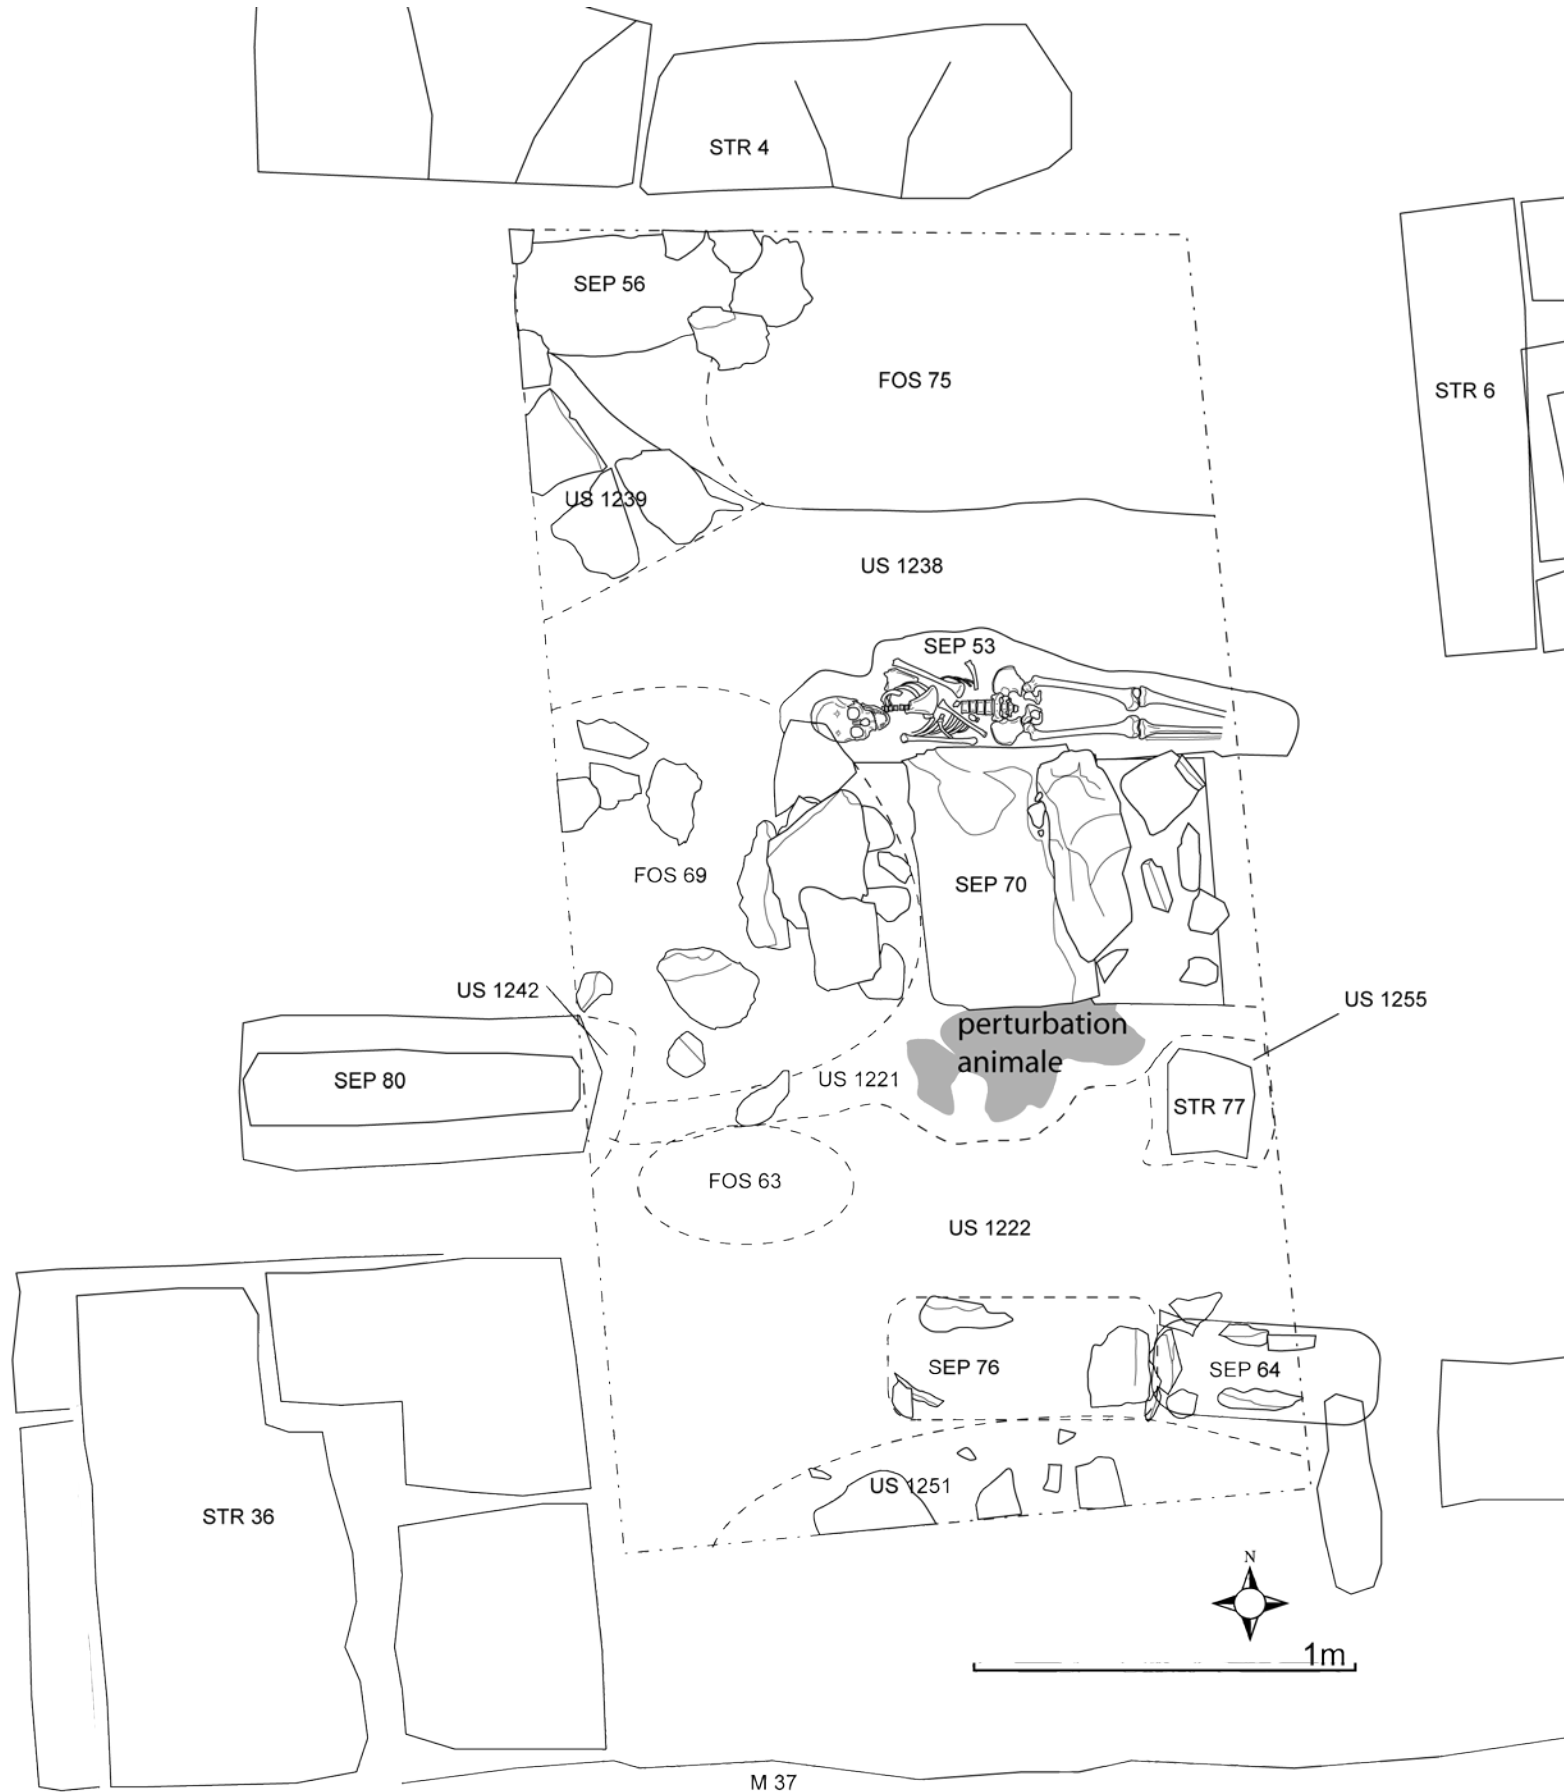 STR 4
SEP 56
FOS 75
STR 6
US 1239
US 1238
SEP 53
FOS 69
SEP 70
US 1242
US 1255
perturbation
animale
SEP 80
US 1221
STR 77
FOS 63
US 1222
SEP 76
SEP 64
US 1251
STR 36
N
1m
M 37